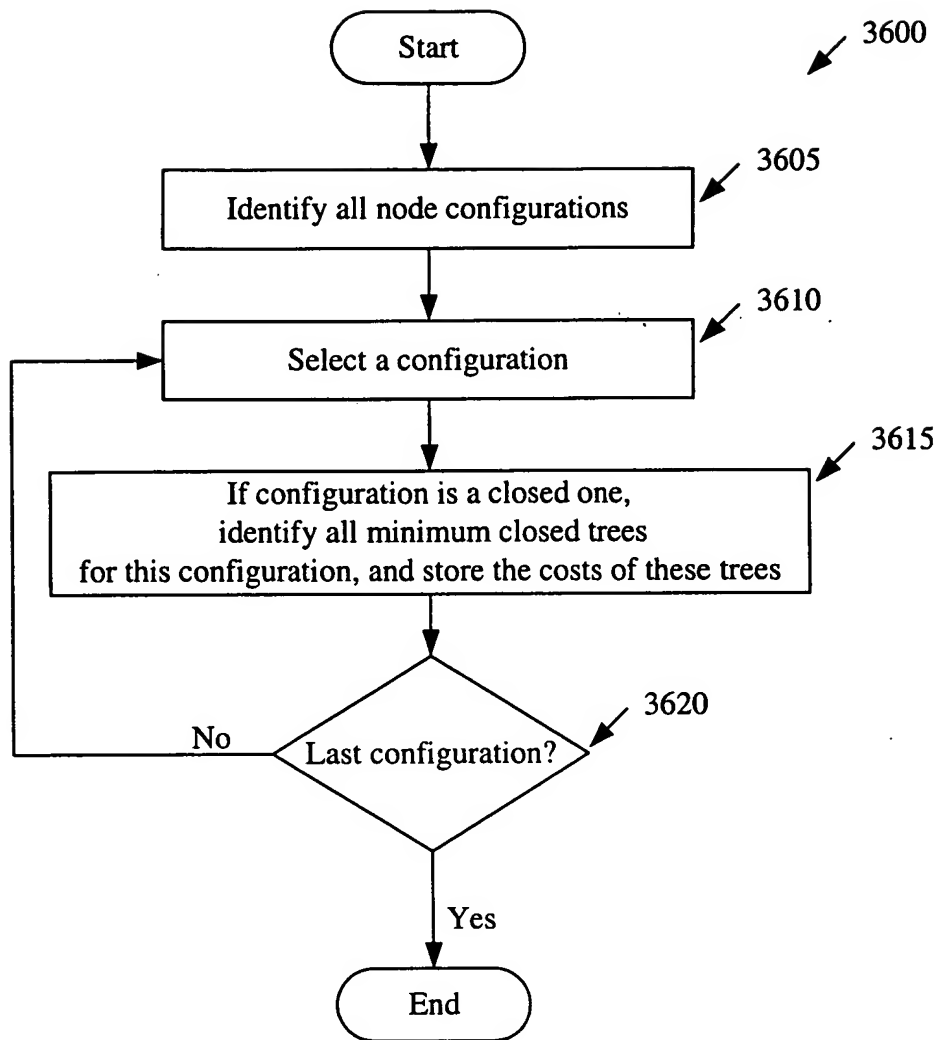 Start
3600
3605
Identify all node configurations
3610
Select a configuration
3615
If configuration is a closed one,
identify all minimum closed trees
for this configuration, and store the costs of these trees
3620
No
Last configuration?
Yes
End